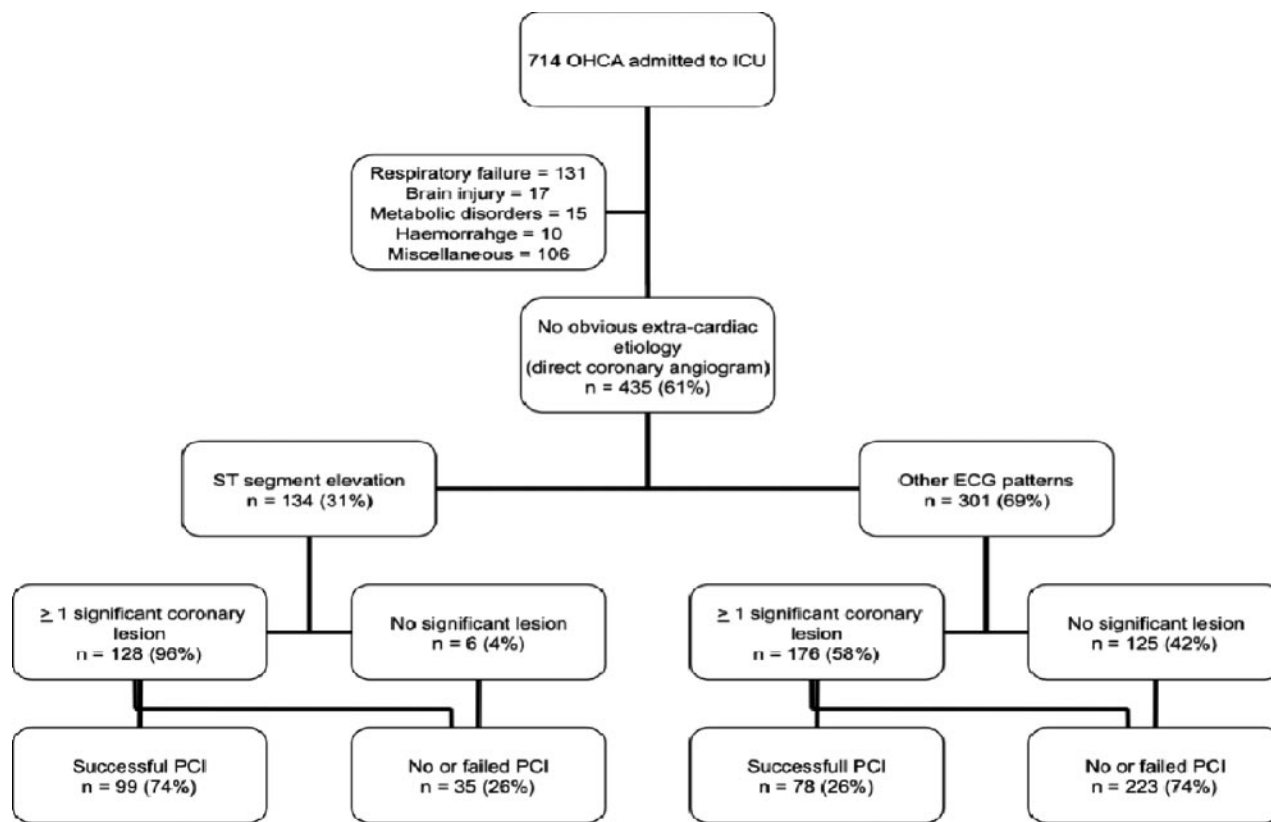 714 OHCA admitted to ICU
Respiratory failure = 131
Brain injury = 17
Metabolic disorders = 15
Haemorrahge = 10
Miscellaneous = 106
No obvious extra-cardiac
etiology
(direct coronary angiogram)
n = 435 (61%)
ST segment elevation
n = 134 (31%)
Other ECG patterns
n = 301 (69%)
≥ 1 significant coronary
lesion
n = 128 (96%)
No significant lesion
n = 6 (4%)
≥ 1 significant coronary
lesion
n = 176 (58%)
No significant lesion
n = 125 (42%)
Successful PCI
n = 99 (74%)
No or failed PCI
n = 35 (26%)
Successfull PCI
n = 78 (26%)
No or failed PCI
n = 223 (74%)